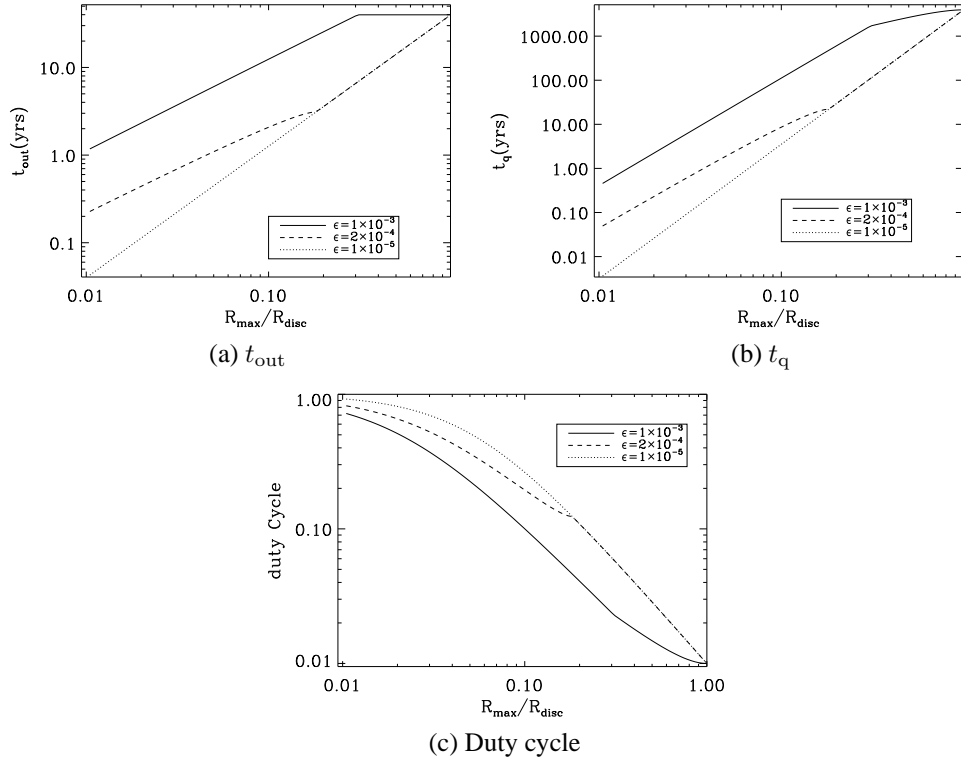 10.0
1.0
0.1
t_out(yrs)
ϵ=1×10⁻³
ϵ=2×10⁻⁴
ϵ=1×10⁻⁵
0.01 0.10
R_max/R_disc
(a) t_out
1000.00
100.00
10.00
1.00
0.10
0.01
t_q(yrs)
ϵ=1×10⁻³
ϵ=2×10⁻⁴
ϵ=1×10⁻⁵
0.01 0.10
R_max/R_disc
(b) t_q
1.00
0.10
0.01
duty Cycle
ϵ=1×10⁻³
ϵ=2×10⁻⁴
ϵ=1×10⁻⁵
0.01 0.10 1.00
R_max/R_disc
(c) Duty cycle